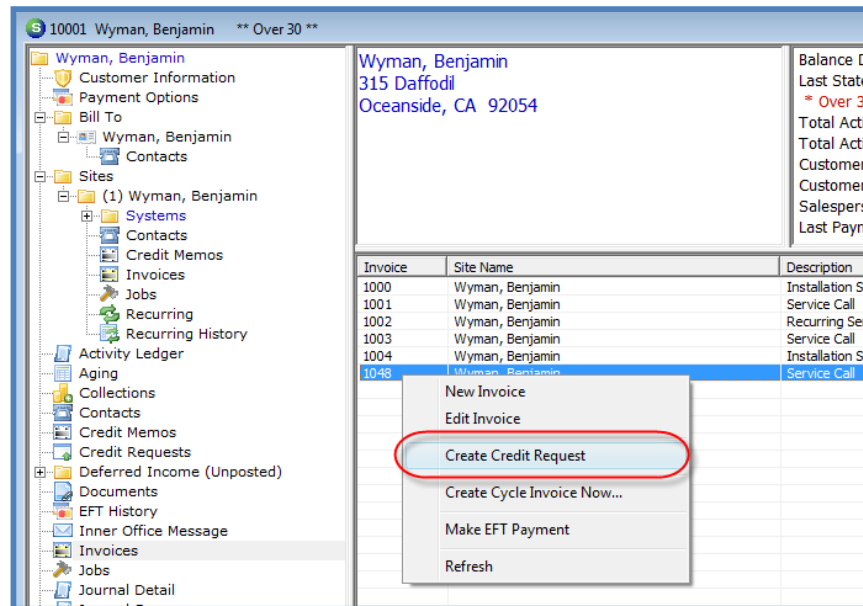 S 10001 Wyman, Benjamin ** Over 30 **
Wyman, Benjamin
Customer Information
Payment Options
Bill To
Wyman, Benjamin
Contacts
Sites
(1) Wyman, Benjamin
Systems
Contacts
Credit Memos
Invoices
Jobs
Recurring
Recurring History
Activity Ledger
Aging
Collections
Contacts
Credit Memos
Credit Requests
Deferred Income (Unposted)
Documents
EFT History
Inner Office Message
Invoices
Jobs
Journal Detail
Wyman, Benjamin
315 Daffodil
Oceanside, CA 92054
Balance D
Last State
* Over 3
Total Acti
Total Acti
Customer
Customer
Salespers
Last Paym
Invoice Site Name Description
1000 Wyman, Benjamin Installation S
1001 Wyman, Benjamin Service Call
1002 Wyman, Benjamin Recurring Se
1003 Wyman, Benjamin Service Call
1004 Wyman, Benjamin Installation S
1048 Wyman, Benjamin Service Call
New Invoice
Edit Invoice
Create Credit Request
Create Cycle Invoice Now...
Make EFT Payment
Refresh